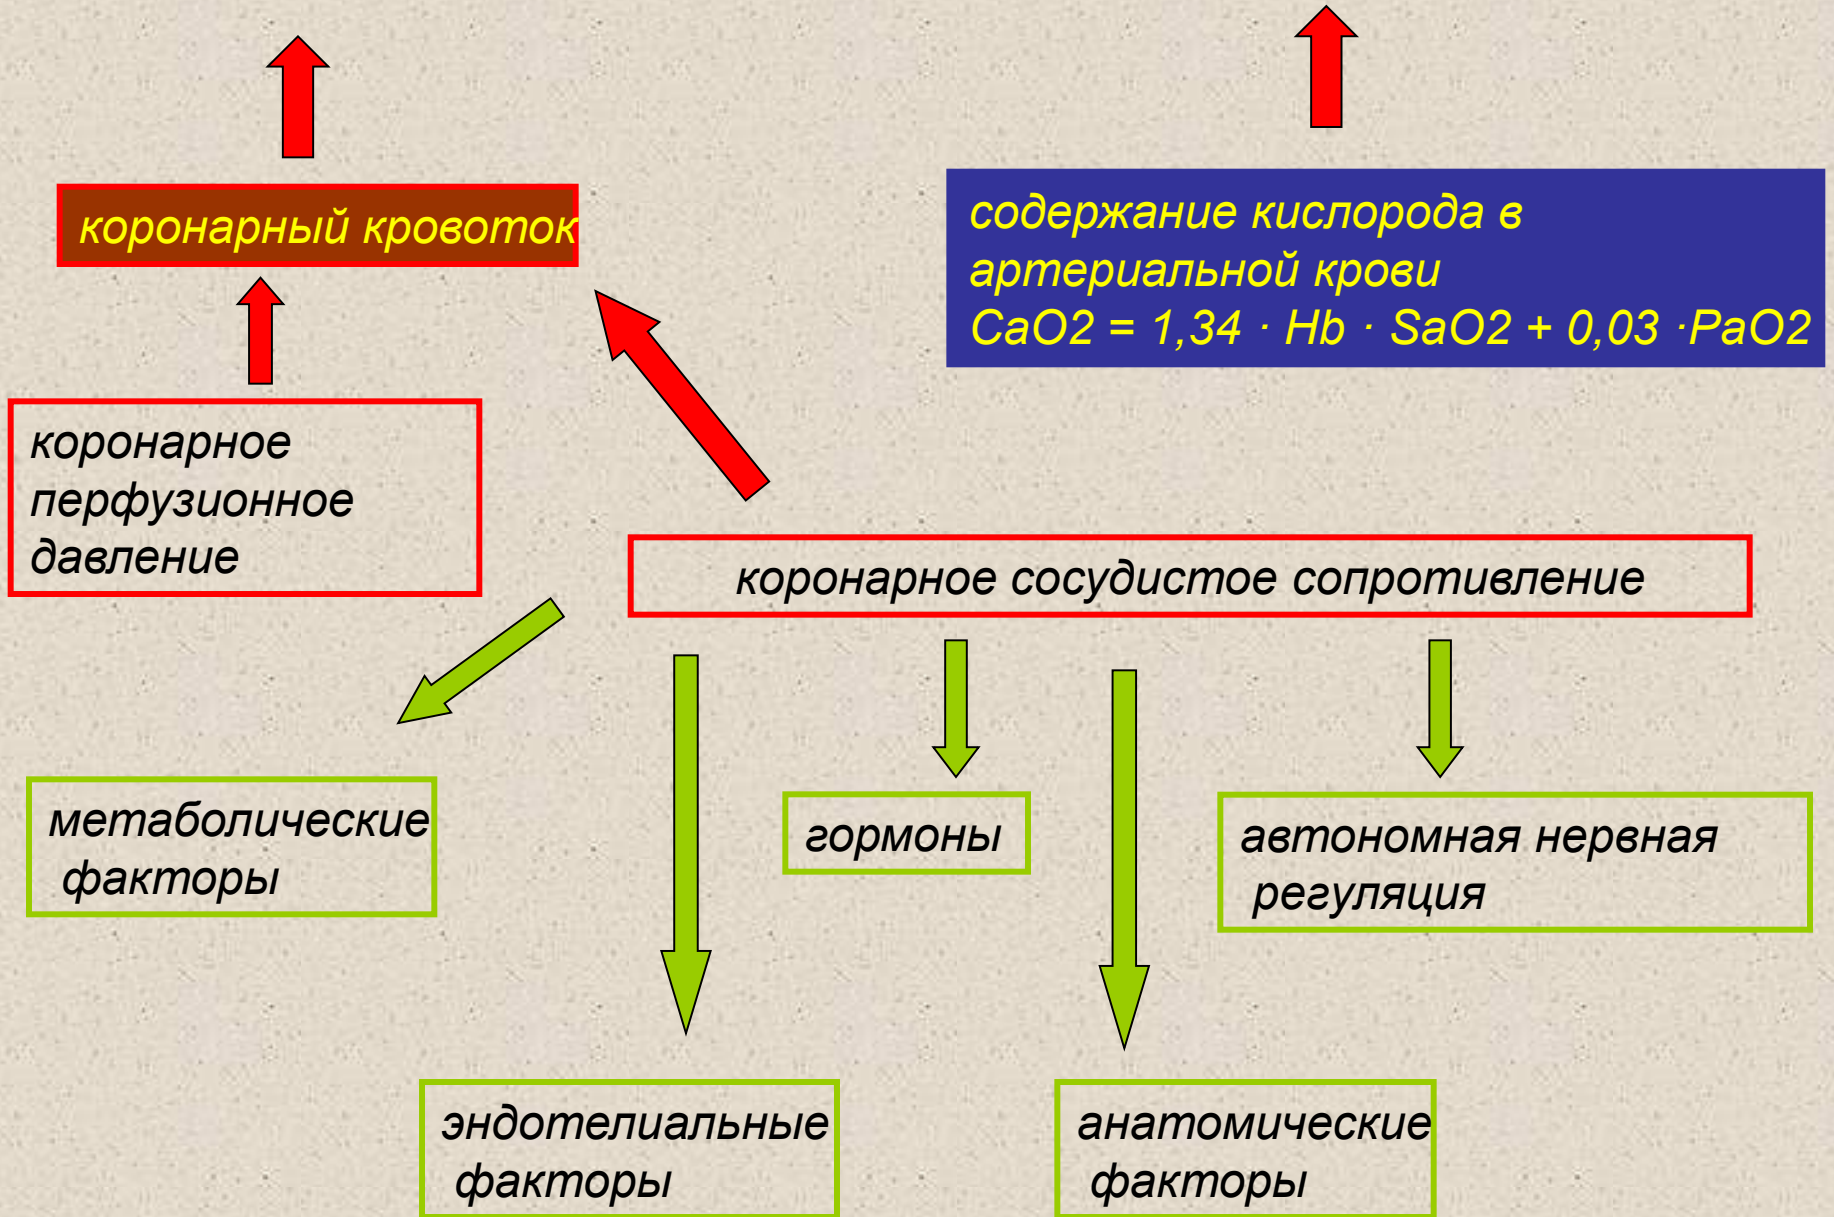 коронарный кровоток
содержание кислорода в
артериальной крови
CaO2 = 1,34 · Hb · SaO2 + 0,03 ·PaO2
коронарное
перфузионное
давление
коронарное сосудистое сопротивление
метаболические
факторы
гормоны
автономная нервная
регуляция
эндотелиальные
факторы
анатомические
факторы